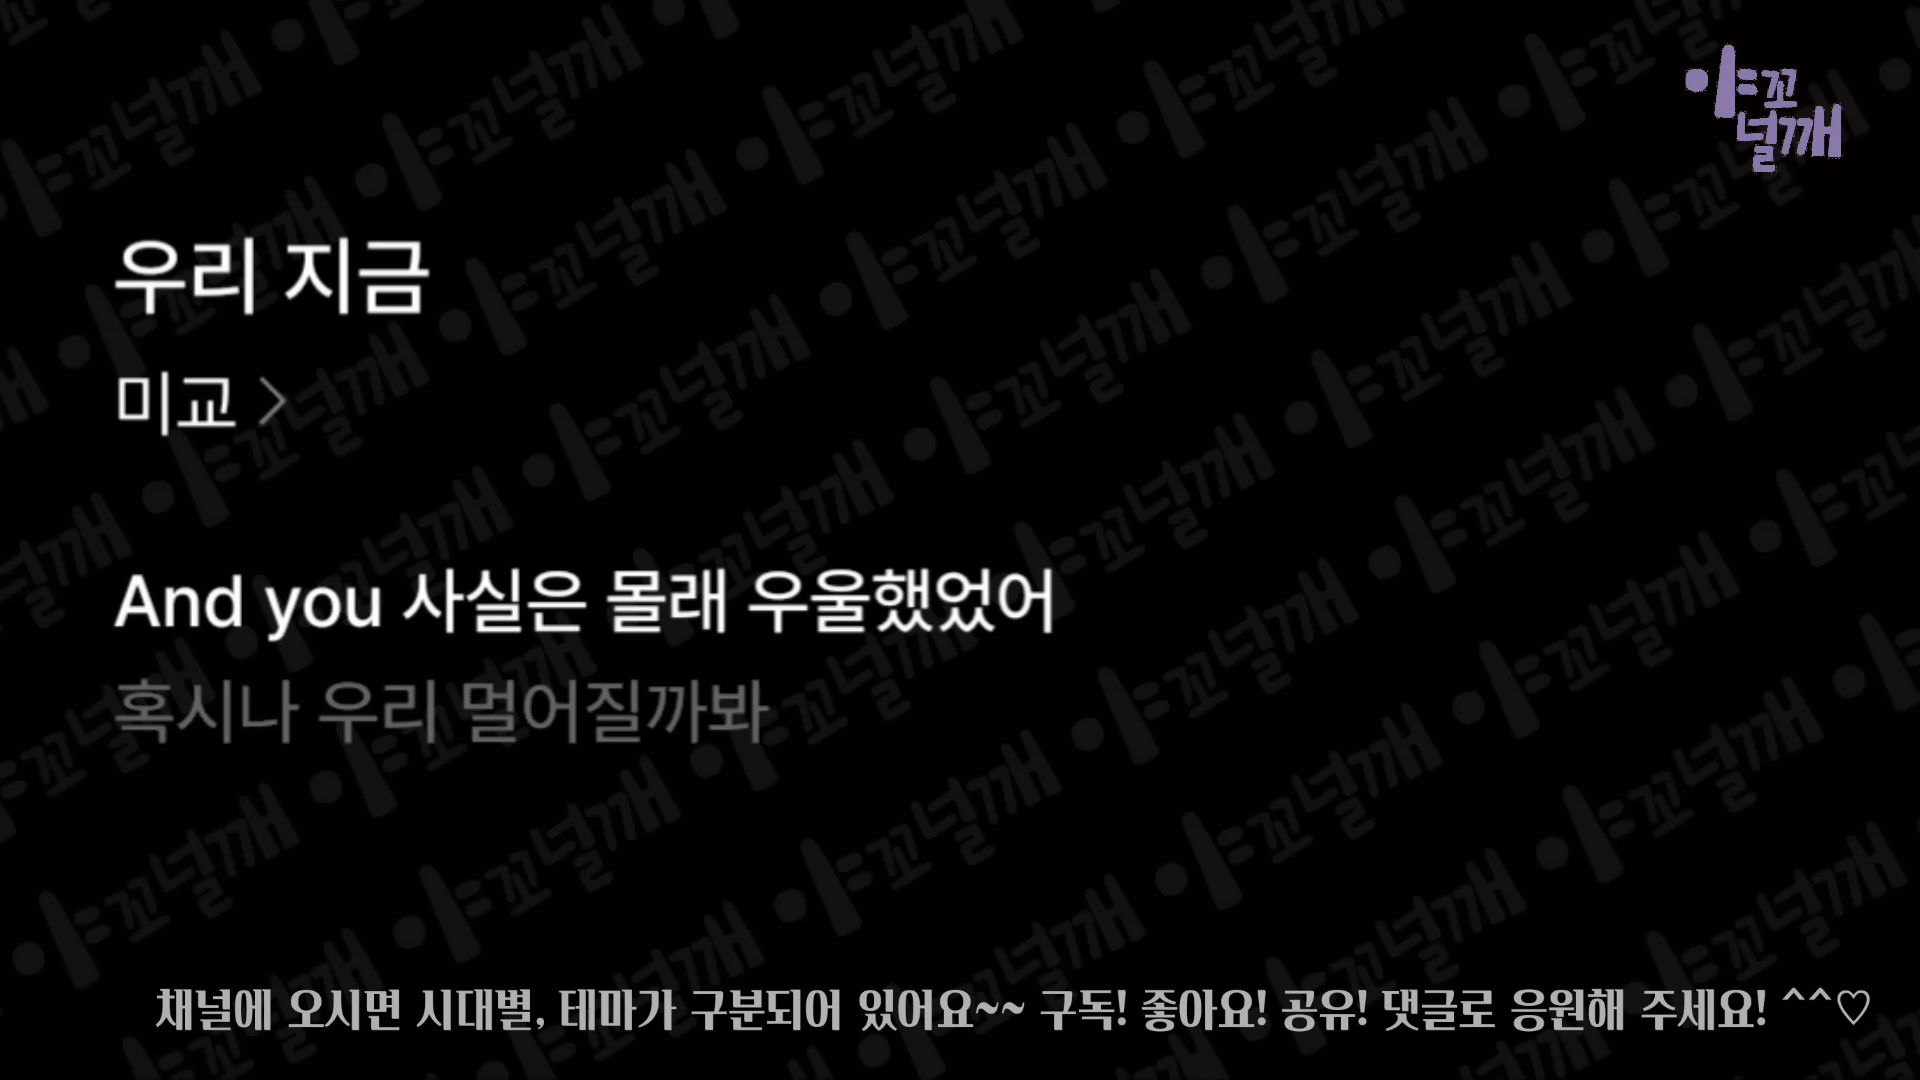 야꼬
널깨
우리 지금
미교 >
And you 사실은 몰래 우울했었어
혹시나 우리 멀어질까봐
채널에 오시면 시대별, 테마가 구분되어 있어요~~ 구독! 좋아요! 공유! 댓글로 응원해 주세요! ^^♡